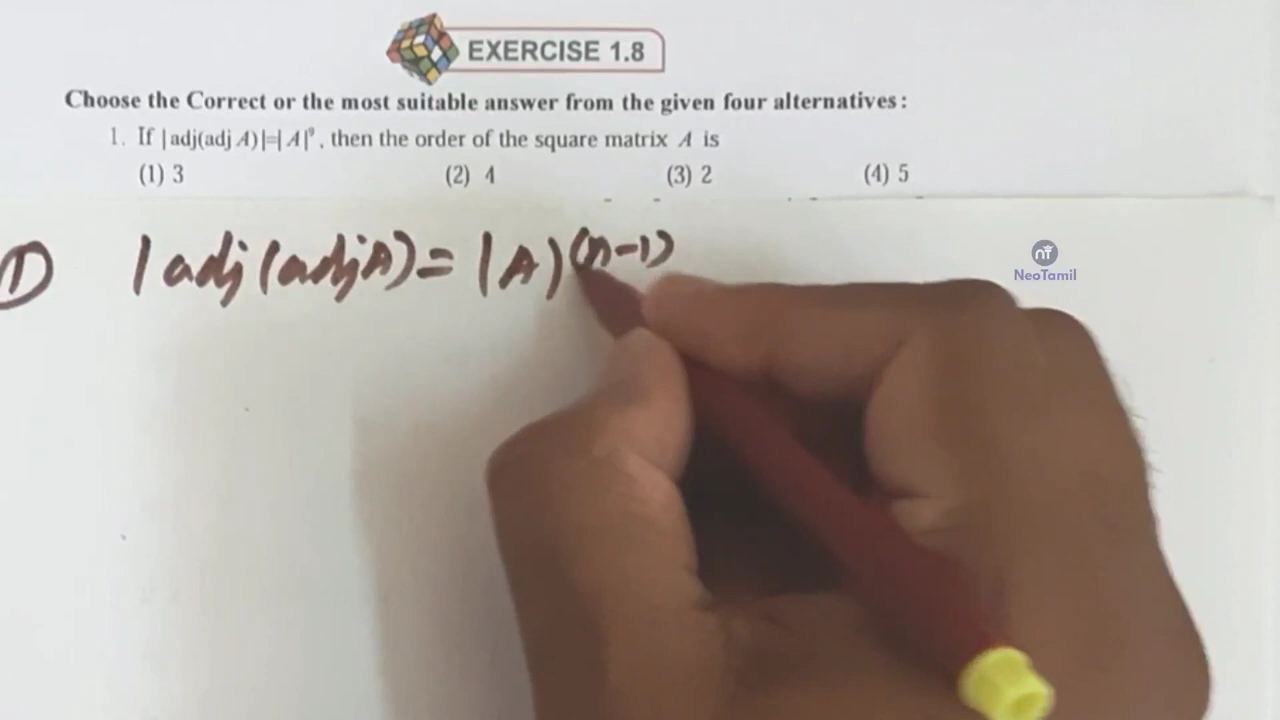 EXERCISE 1.8
Choose the Correct or the most suitable answer from the given four alternatives:
1. If |adj(adj A)|=|A|⁹, then the order of the square matrix A is
(1) 3 (2) 4 (3) 2 (4) 5
① |adj(adjA)=|A|⁽ⁿ⁻¹⁾
NeoTamil